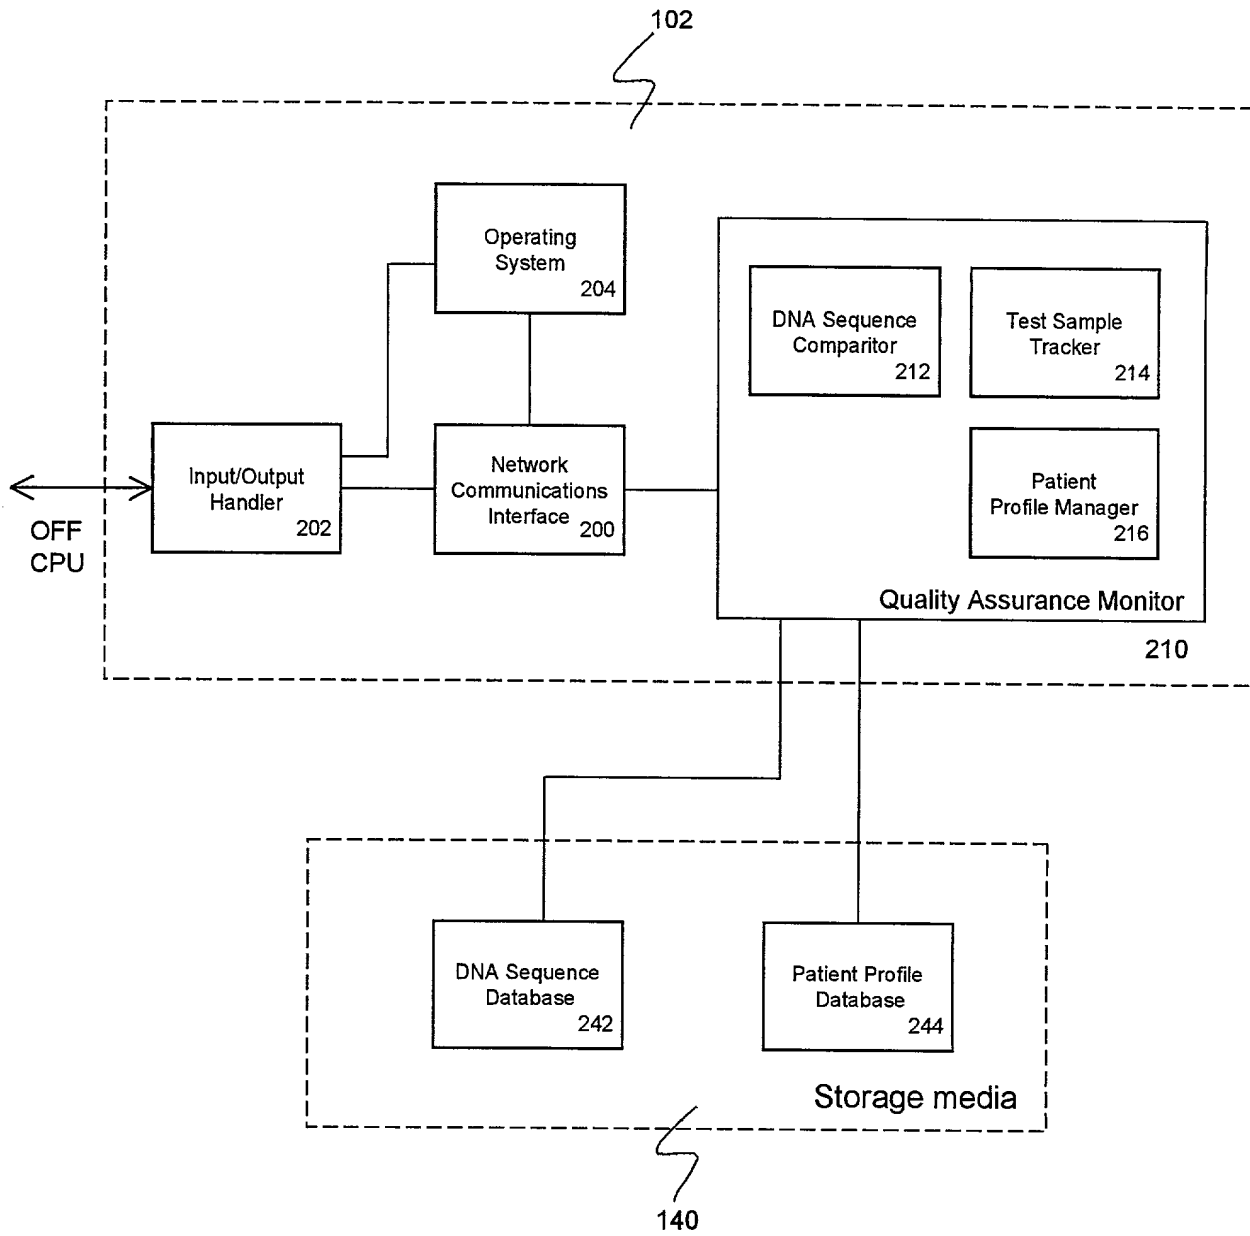 102
Operating
System
204
DNA Sequence
Comparitor
212
Test Sample
Tracker
214
Input/Output
Handler
202
Network
Communications
Interface
200
Patient
Profile Manager
216
OFF
CPU
Quality Assurance Monitor
210
DNA Sequence
Database
242
Patient Profile
Database
244
Storage media
140